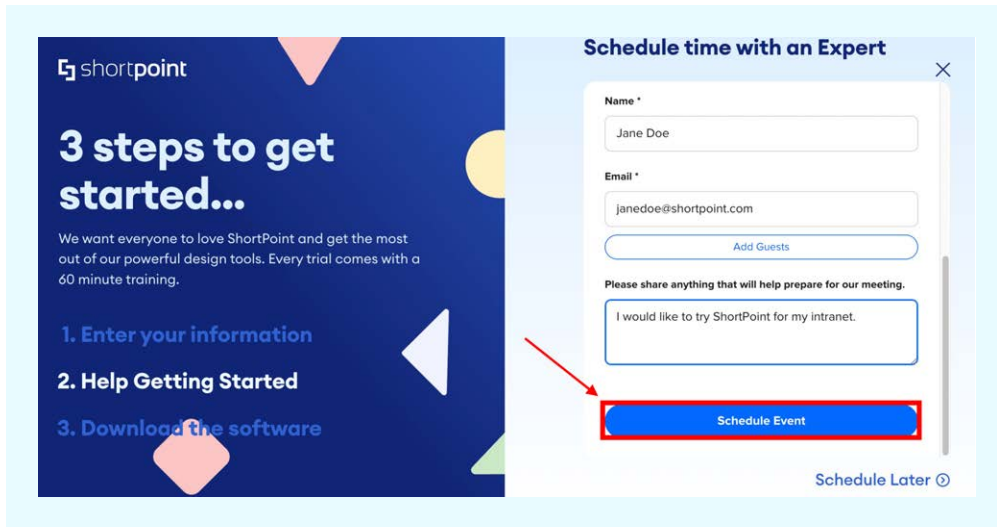 shortpoint
3 steps to get
started...
We want everyone to love ShortPoint and get the most
out of our powerful design tools. Every trial comes with a
60 minute training.
1. Enter your information
2. Help Getting Started
3. Download the software
Schedule time with an Expert
Name *
Jane Doe
Email *
janedoe@shortpoint.com
Add Guests
Please share anything that will help prepare for our meeting.
I would like to try ShortPoint for my intranet.
Schedule Event
Schedule Later